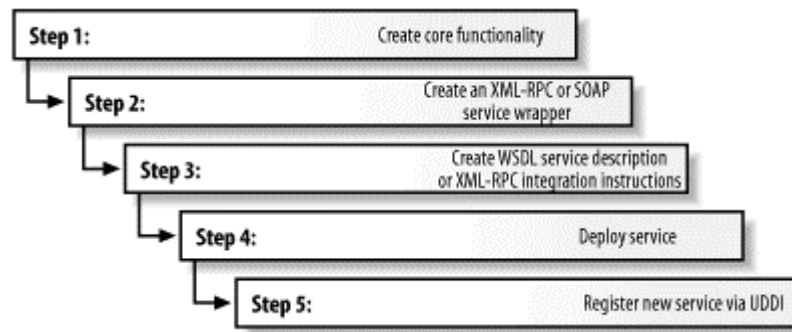 Step 1: Create core functionality
Step 2: Create an XML-RPC or SOAP
service wrapper
Step 3: Create WSDL service description
or XML-RPC integration instructions
Step 4: Deploy service
Step 5: Register new service via UDDI